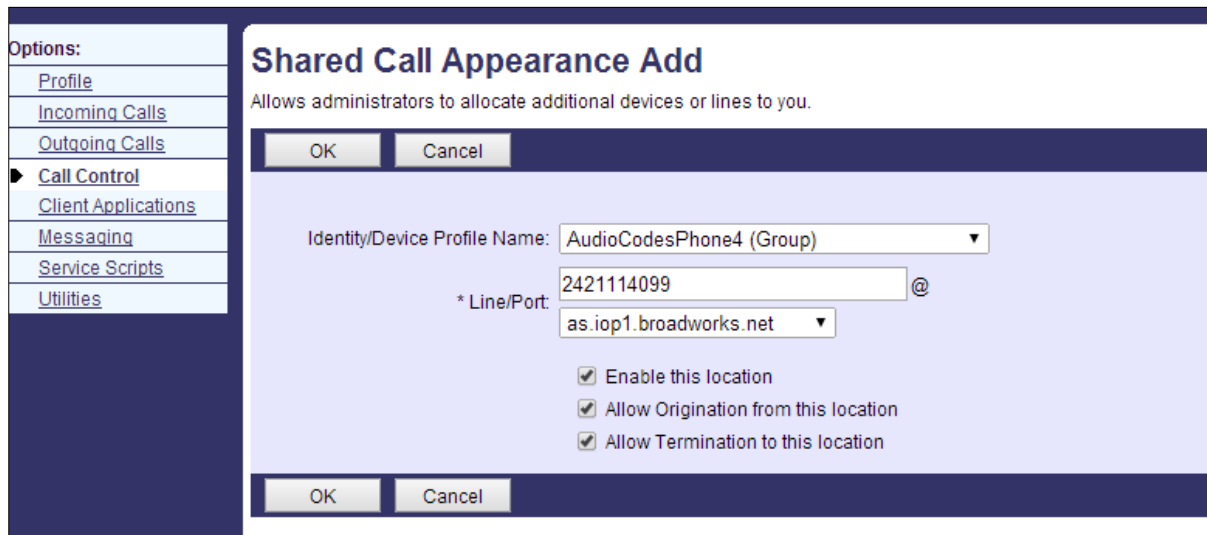 Options:
Profile
Incoming Calls
Outgoing Calls
Call Control
Client Applications
Messaging
Service Scripts
Utilities
Shared Call Appearance Add
Allows administrators to allocate additional devices or lines to you.
OK Cancel
Identity/Device Profile Name: AudioCodesPhone4 (Group)
* Line/Port: 2421114099 @
as.iop1.broadworks.net
Enable this location
Allow Origination from this location
Allow Termination to this location
OK Cancel